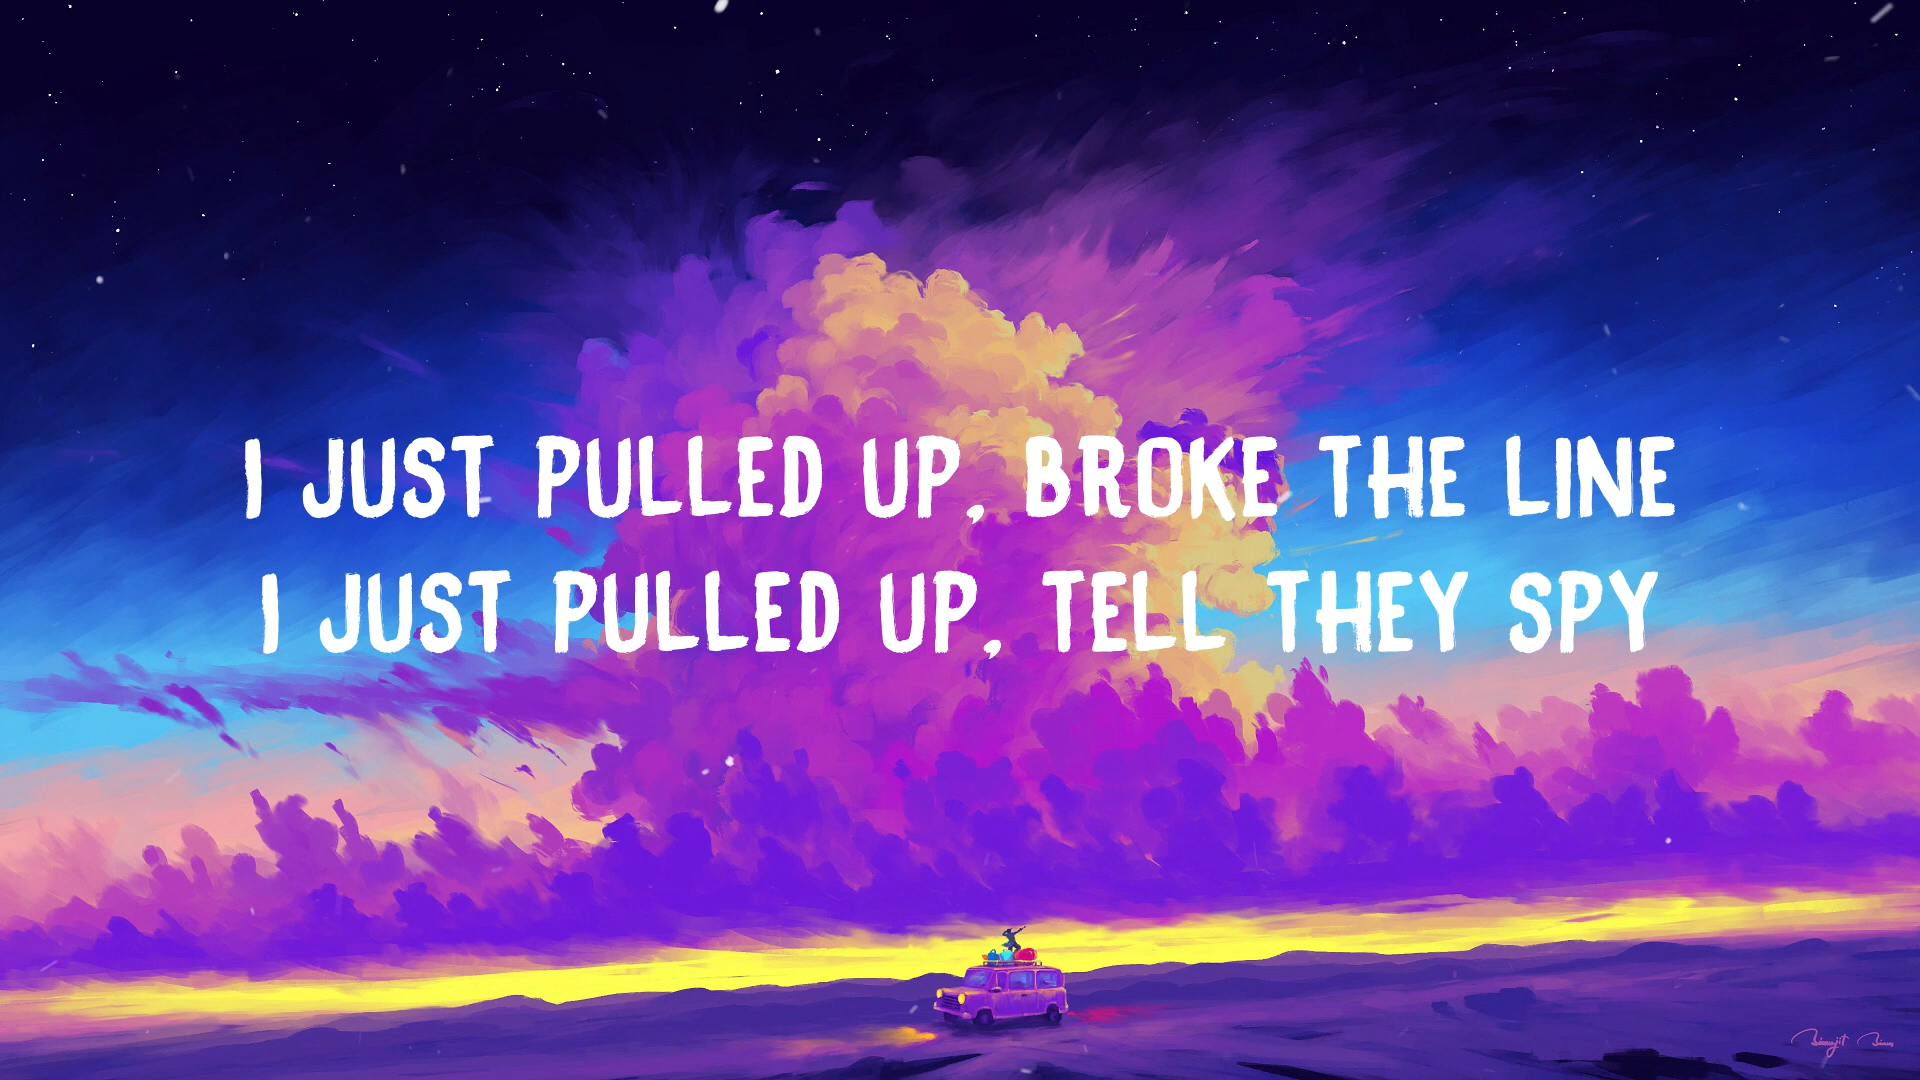 I JUST PULLED UP, BROKE THE LINE
I JUST PULLED UP, TELL THEY SPY